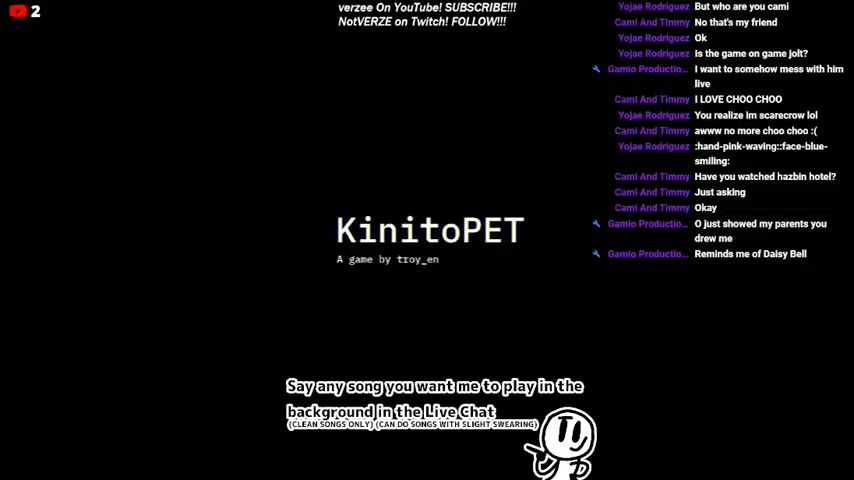 2
verzee On YouTube! SUBSCRIBE!!!
NotVERZE on Twitch! FOLLOW!!!
Yojae Rodriguez But who are you cami
Cami And Timmy No that's my friend
Yojae Rodriguez Ok
Yojae Rodriguez Is the game on game jolt?
Gamio Productio... I want to somehow mess with him
live
Cami And Timmy I LOVE CHOO CHOO
Yojae Rodriguez You realize im scarecrow lol
Cami And Timmy awww no more choo choo :(
Yojae Rodriguez :hand-pink-waving::face-blue-
smiling:
Cami And Timmy Have you watched hazbin hotel?
Cami And Timmy Just asking
Cami And Timmy Okay
Gamio Productio... O just showed my parents you
drew me
Gamio Productio... Reminds me of Daisy Bell
KinitoPET
A game by troy_en
Say any song you want me to play in the
background in the Live Chat
(CLEAN SONGS ONLY) (CAN DO SONGS WITH SLIGHT SWEARING)